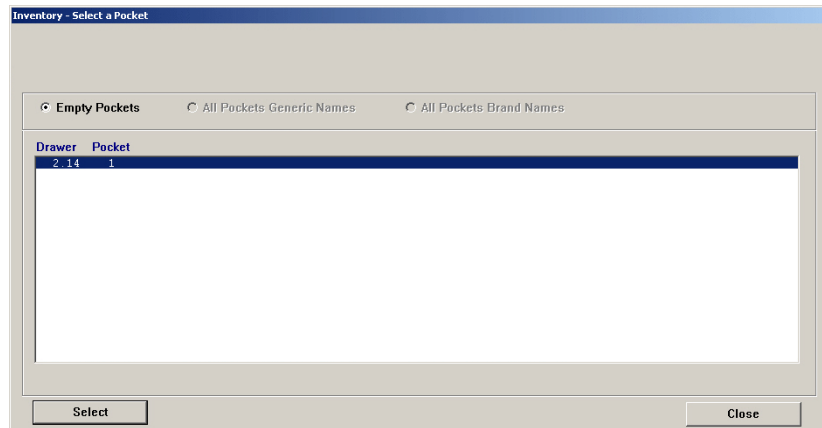 Inventory - Select a Pocket
Empty Pockets All Pockets Generic Names All Pockets Brand Names
Drawer Pocket
2.14 1
Select Close